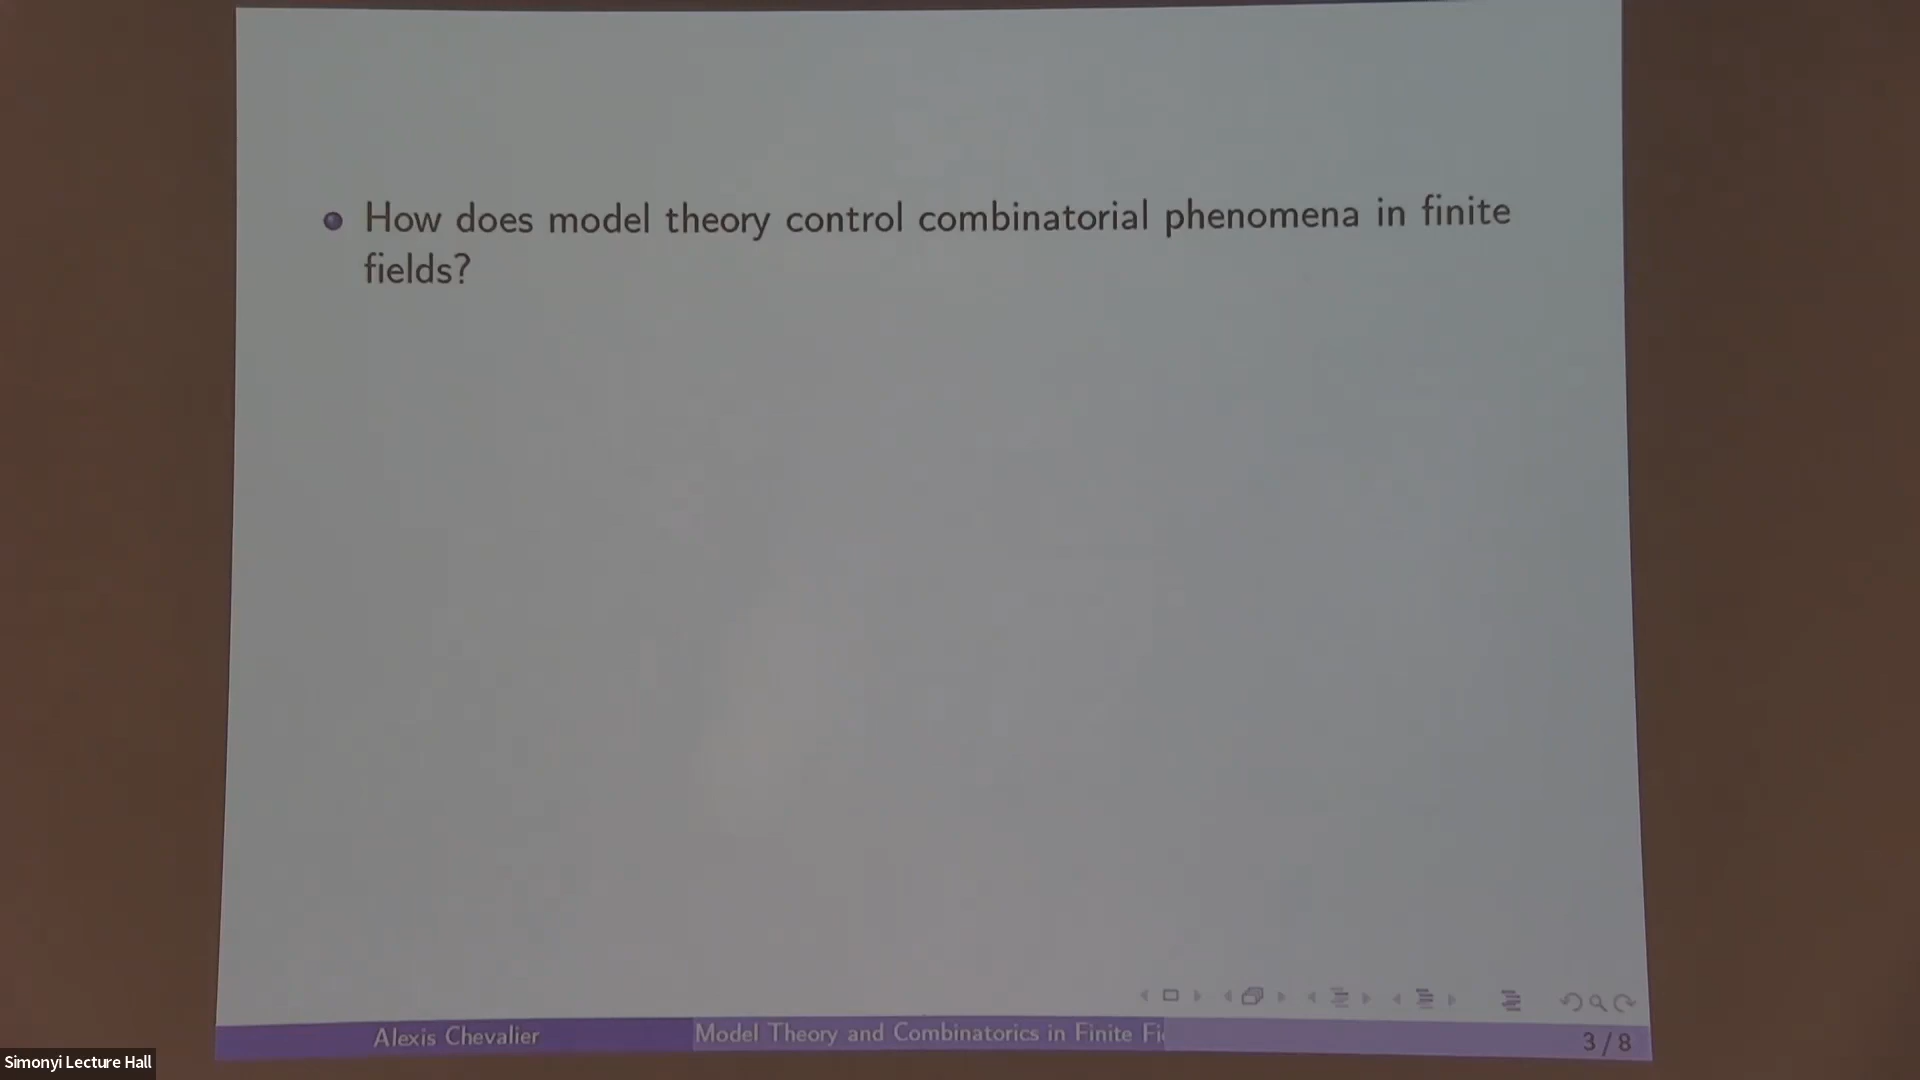 How does model theory control combinatorial phenomena in finite
fields?
Alexis Chevalier
Model Theory and Combinatorics in Finite Fi
3 / 8
Simonyi Lecture Hall